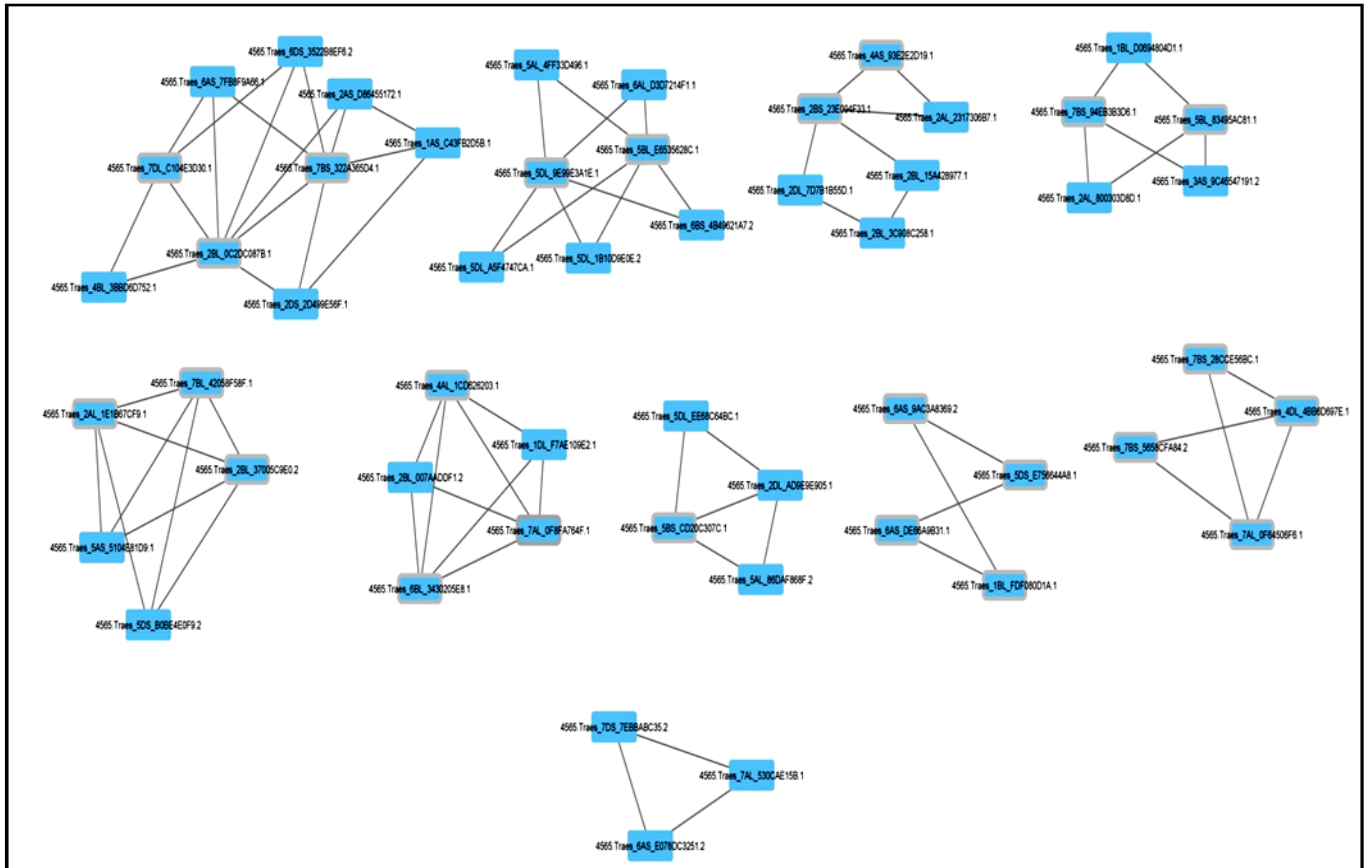 4565.Traes_6DS_3522B8EF6.2
4565.Traes_6AS_7FB8F9A66.1
4565.Traes_2AS_D86455172.1
4565.Traes_1AS_C43FB2D5B.1
4565.Traes_7DL_C104E3D30.1
4565.Traes_7BS_322A365D4.1
4565.Traes_2BL_0C2DC087B.1
4565.Traes_4BL_3BBD6D752.1
4565.Traes_2DS_2D499E56F.1
4565.Traes_5AL_4FF33D496.1
4565.Traes_6AL_D3D7214F1.1
4565.Traes_5BL_E6535628C.1
4565.Traes_5DL_9E99E3A1E.1
4565.Traes_6BS_4B49621A7.2
4565.Traes_5DL_1B10D9E0E.2
4565.Traes_5DL_A5F4747CA.1
4565.Traes_4AS_93E2E2D19.1
4565.Traes_2BS_23E094F33.1
4565.Traes_2AL_2317306B7.1
4565.Traes_2BL_15A428977.1
4565.Traes_2DL_7D7B1B55D.1
4565.Traes_2BL_3C908C258.1
4565.Traes_1BL_D0694804D1.1
4565.Traes_7BS_94EB3B3D6.1
4565.Traes_5BL_83495AC81.1
4565.Traes_3AS_9C46547191.2
4565.Traes_2AL_800303D8D.1
4565.Traes_7BL_42058F58F.1
4565.Traes_2AL_1E1B67CF9.1
4565.Traes_2BL_37005C9E0.2
4565.Traes_5AS_5104E81D9.1
4565.Traes_5DS_B0BE4E0F9.2
4565.Traes_4AL_1CD626203.1
4565.Traes_1DL_F7AE109E2.1
4565.Traes_2BL_007AADDF1.2
4565.Traes_7AL_0F8FA764F.1
4565.Traes_6BL_3430205E8.1
4565.Traes_5DL_EE68C64BC.1
4565.Traes_2DL_AD9E9E905.1
4565.Traes_5BS_CD20C307C.1
4565.Traes_5AL_86DAF868F.2
4565.Traes_6AS_9AC3A8369.2
4565.Traes_5DS_E756644A8.1
4565.Traes_6AS_DE66A9B31.1
4565.Traes_1BL_FDF080D1A.1
4565.Traes_7BS_28CCE56BC.1
4565.Traes_4DL_4BB6D697E.1
4565.Traes_7BS_5658CFA84.2
4565.Traes_7AL_0F64506F6.1
4565.Traes_7DS_7EBBABC35.2
4565.Traes_7AL_530CAE15B.1
4565.Traes_6AS_E078DC3251.2